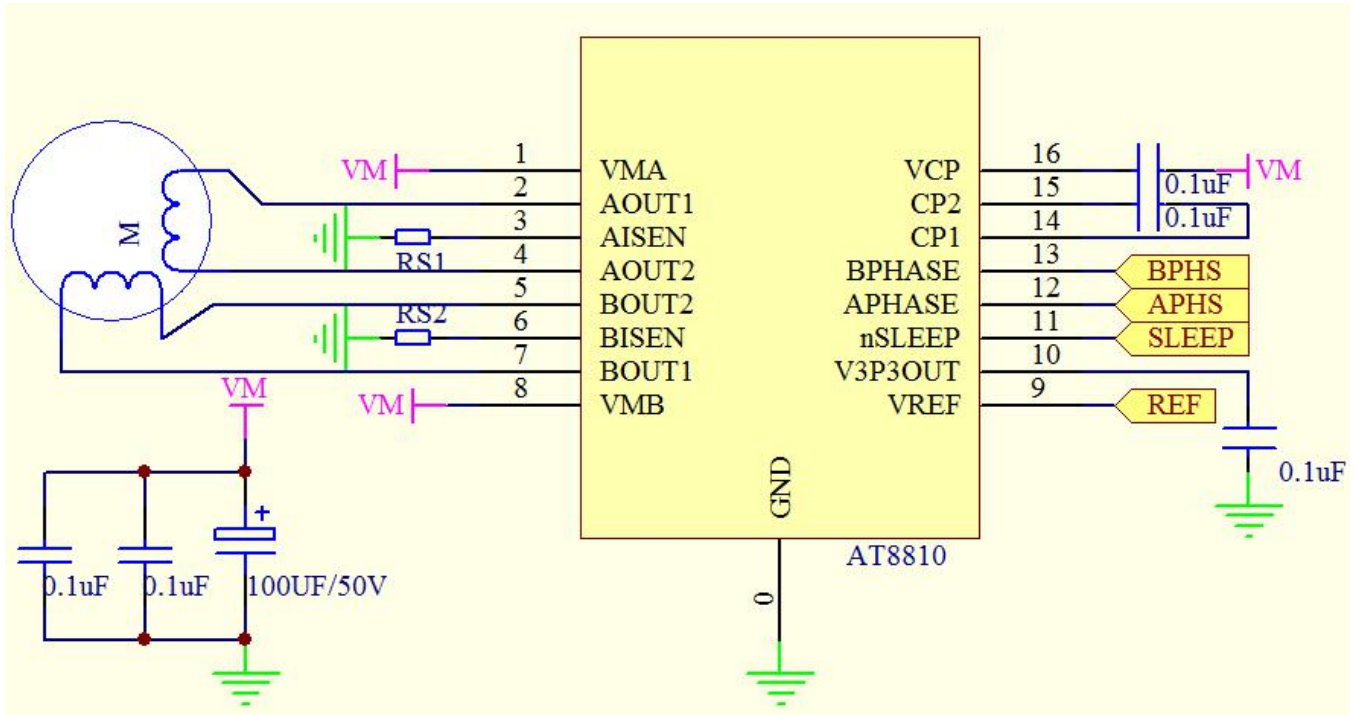 1
VM
VMA
VCP
16
0.1uF
VM
2
AOUT1
CP2
15
0.1uF
M
3
AISEN
CP1
14
RS1
4
AOUT2
BPHASE
13
BPHS
5
BOUT2
APHASE
12
APHS
RS2
6
BISEN
nSLEEP
11
SLEEP
7
BOUT1
V3P3OUT
10
VM
VM
8
VMB
VREF
9
REF
0.1uF
GND
+
0.1uF
0.1uF
100UF/50V
AT8810
0